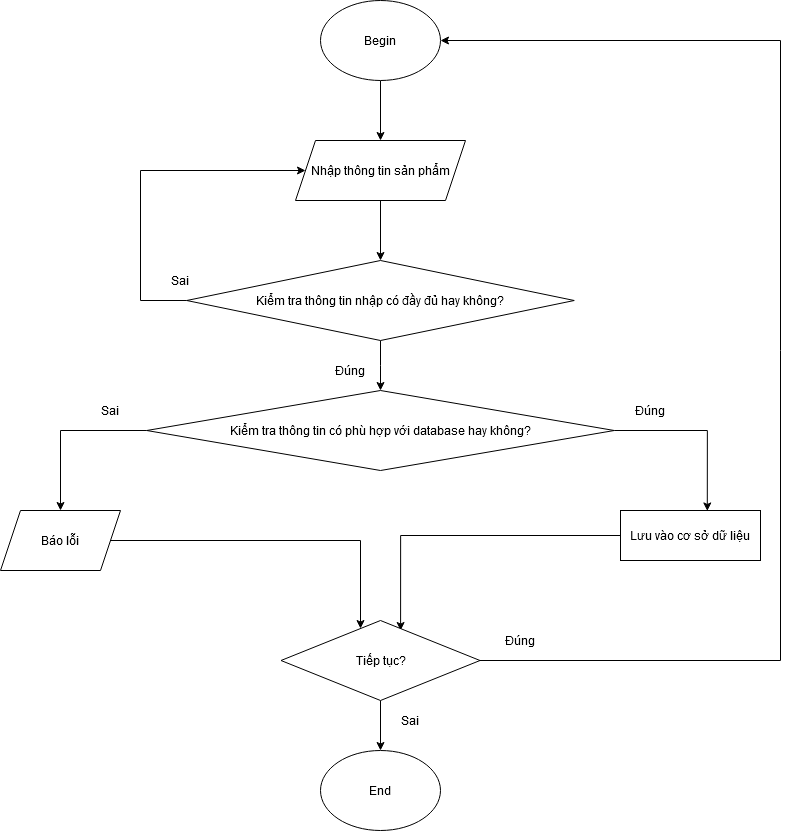 Begin
Nhập thông tin sản phẩm
Sai
Kiểm tra thông tin nhập có đầy đủ hay không?
Đúng
Sai
Đúng
Kiểm tra thông tin có phù hợp với database hay không?
Báo lỗi
Lưu vào cơ sở dữ liệu
Đúng
Tiếp tục?
Sai
End